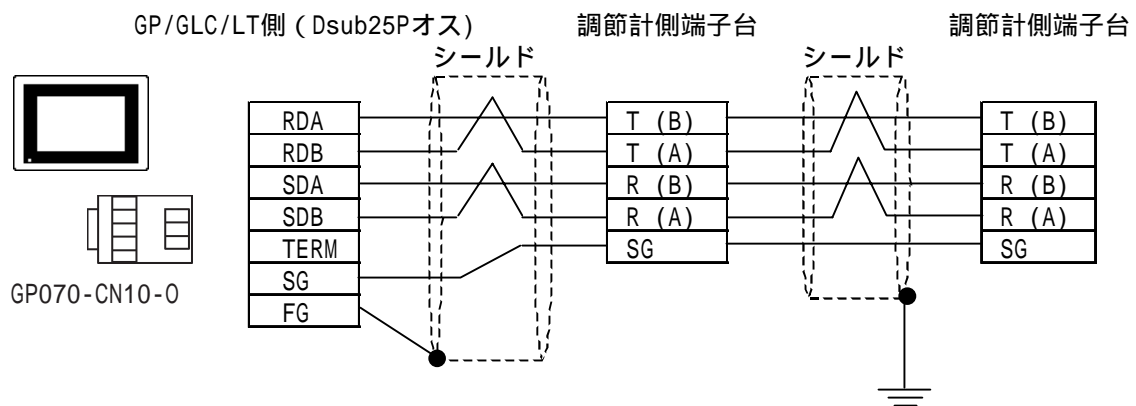 GP/GLC/LT側 ( Dsub25Pオス)
調節計側端子台
調節計側端子台
シールド
シールド
RDA
RDB
SDA
SDB
TERM
SG
FG
T (B)
T (A)
R (B)
R (A)
SG
T (B)
T (A)
R (B)
R (A)
SG
GP070-CN10-O